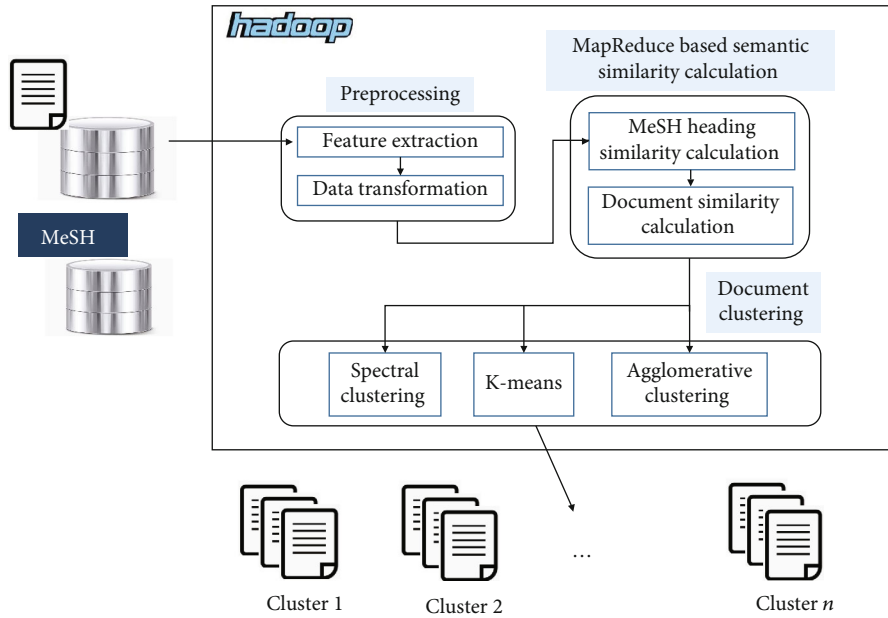 hadoop
MapReduce based semantic
similarity calculation
Preprocessing
Feature extraction
Data transformation
MeSH heading
similarity calculation
Document similarity
calculation
MeSH
Document
clustering
Spectral
clustering
K-means
Agglomerative
clustering
...
Cluster 1
Cluster 2
Cluster n